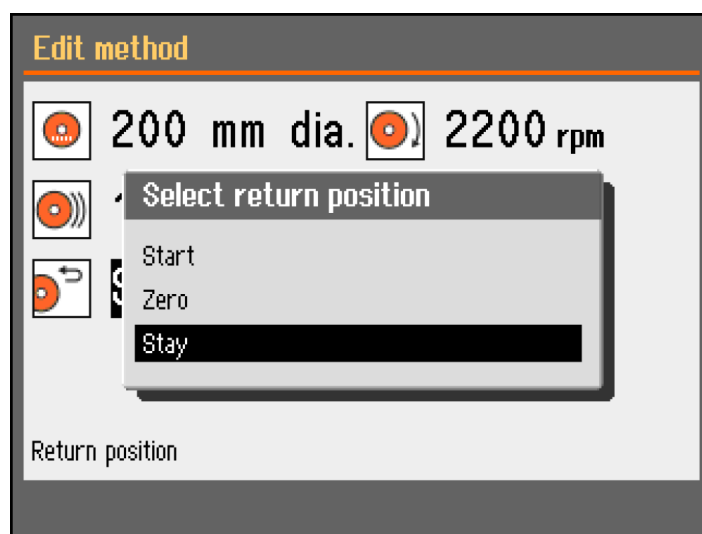 Edit method
200 mm dia. 2200 rpm
Select return position
Start
Zero
Stay
Return position